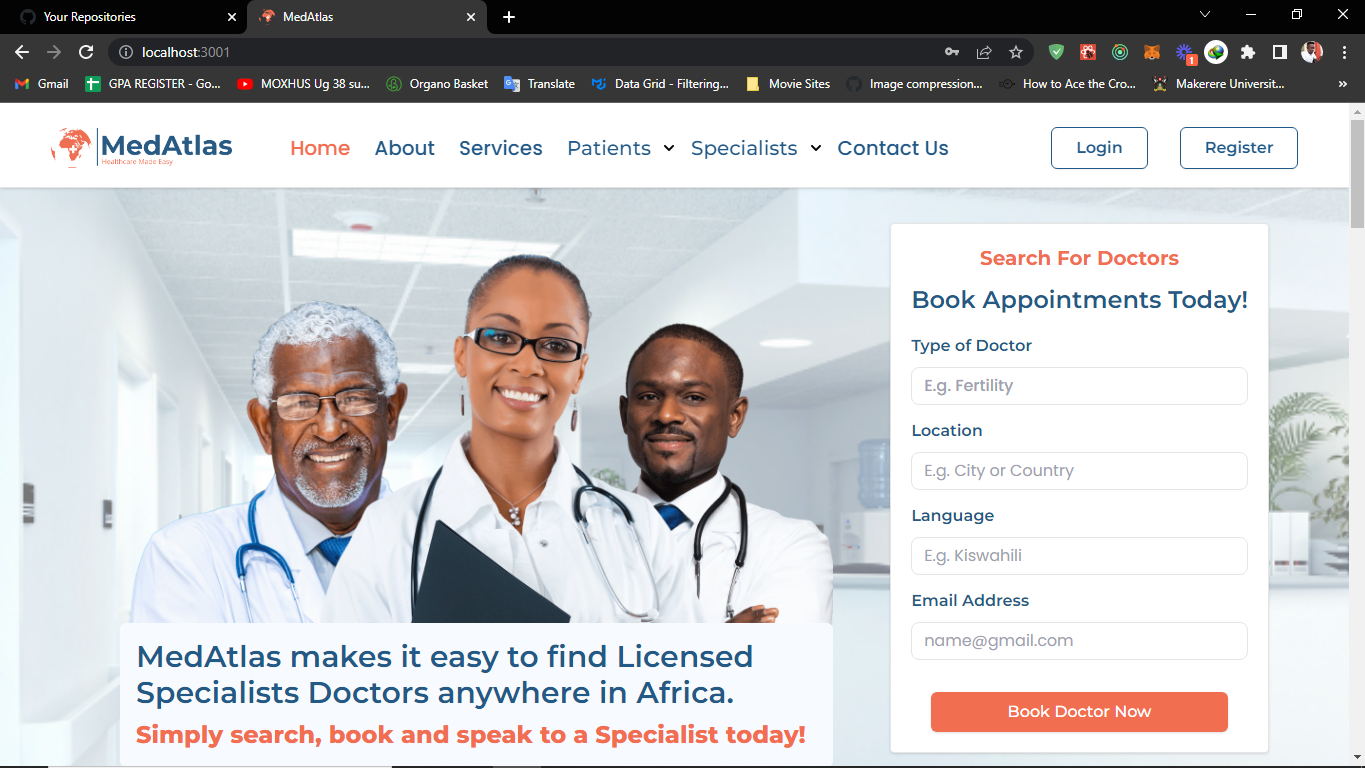 Your Repositories
MedAtlas
localhost:3001
1
Gmail
GPA REGISTER - Go...
MOXHUS Ug 38 su...
Organo Basket
Translate
Data Grid - Filtering...
Movie Sites
Image compression...
How to Ace the Cro...
Makerere Universit...
»
MedAtlas
Healthcare Made Easy
Home
About
Services
Patients
Specialists
Contact Us
Login
Register
Search For Doctors
Book Appointments Today!
Type of Doctor
E.g. Fertility
Location
E.g. City or Country
Language
E.g. Kiswahili
Email Address
name@gmail.com
Book Doctor Now
MedAtlas makes it easy to find Licensed
Specialists Doctors anywhere in Africa.
Simply search, book and speak to a Specialist today!